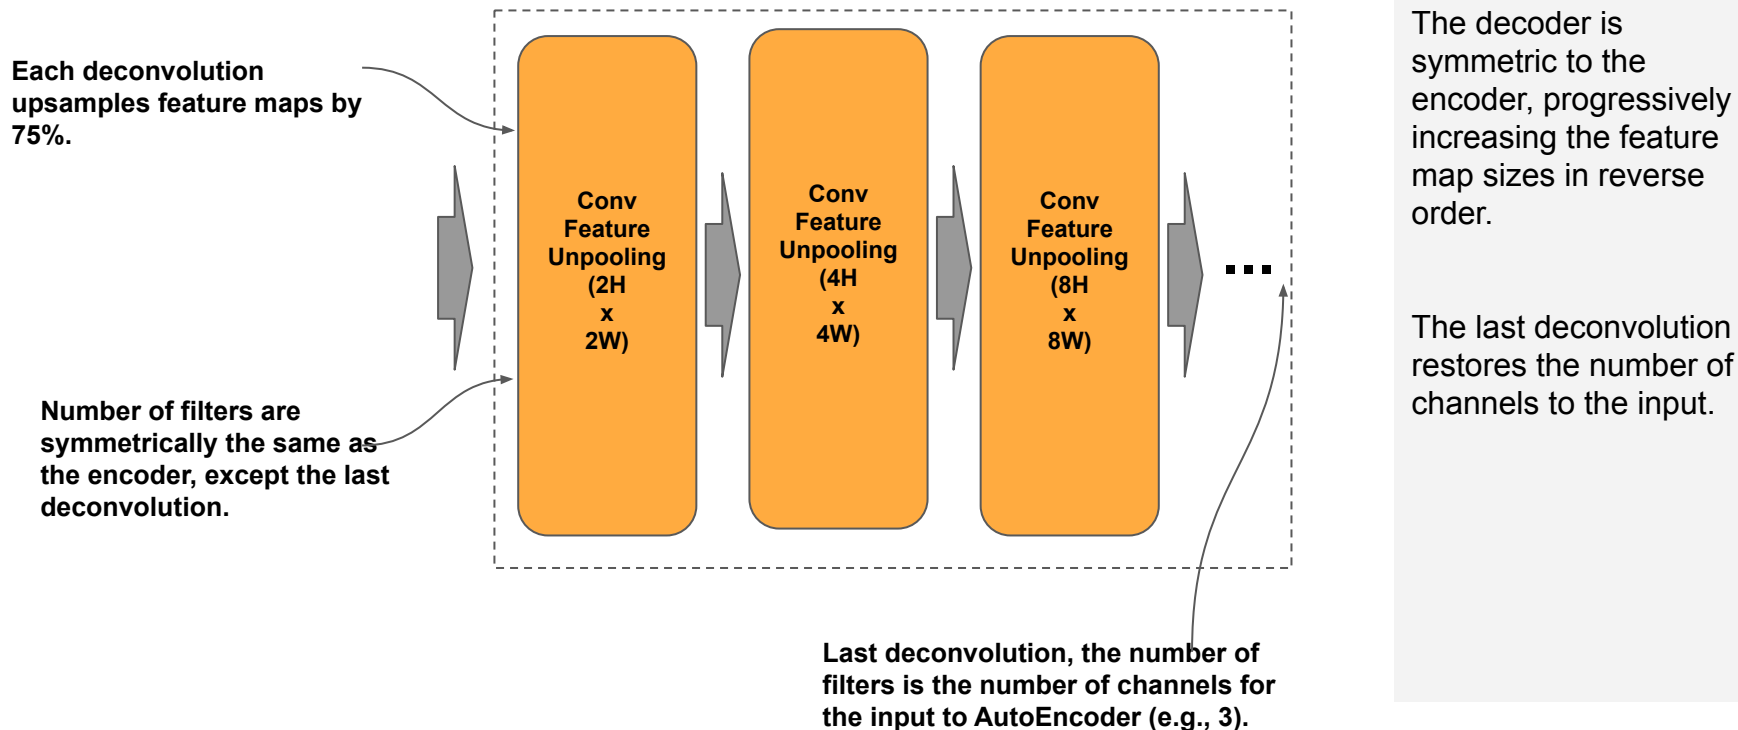 Each deconvolution
upsamples feature maps by
75%.
Number of filters are
symmetrically the same as
the encoder, except the last
deconvolution.
Conv
Feature
Unpooling
(2H
x
2W)
Conv
Feature
Unpooling
(4H
x
4W)
Conv
Feature
Unpooling
(8H
x
8W)
...
Last deconvolution, the number of
filters is the number of channels for
the input to AutoEncoder (e.g., 3).
The decoder is
symmetric to the
encoder, progressively
increasing the feature
map sizes in reverse
order.
The last deconvolution
restores the number of
channels to the input.